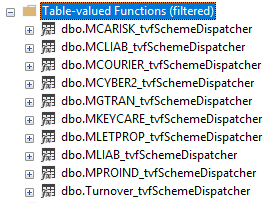 Table-valued Functions (filtered)
dbo.MCARISK_tvfSchemeDispatcher
dbo.MCLIAB_tvfSchemeDispatcher
dbo.MCOURIER_tvfSchemeDispatcher
dbo.MCYBER2_tvfSchemeDispatcher
dbo.MGTRAN_tvfSchemeDispatcher
dbo.MKEYCARE_tvfSchemeDispatcher
dbo.MLETPROP_tvfSchemeDispatcher
dbo.MLIAB_tvfSchemeDispatcher
dbo.MPROIND_tvfSchemeDispatcher
dbo.Turnover_tvfSchemeDispatcher